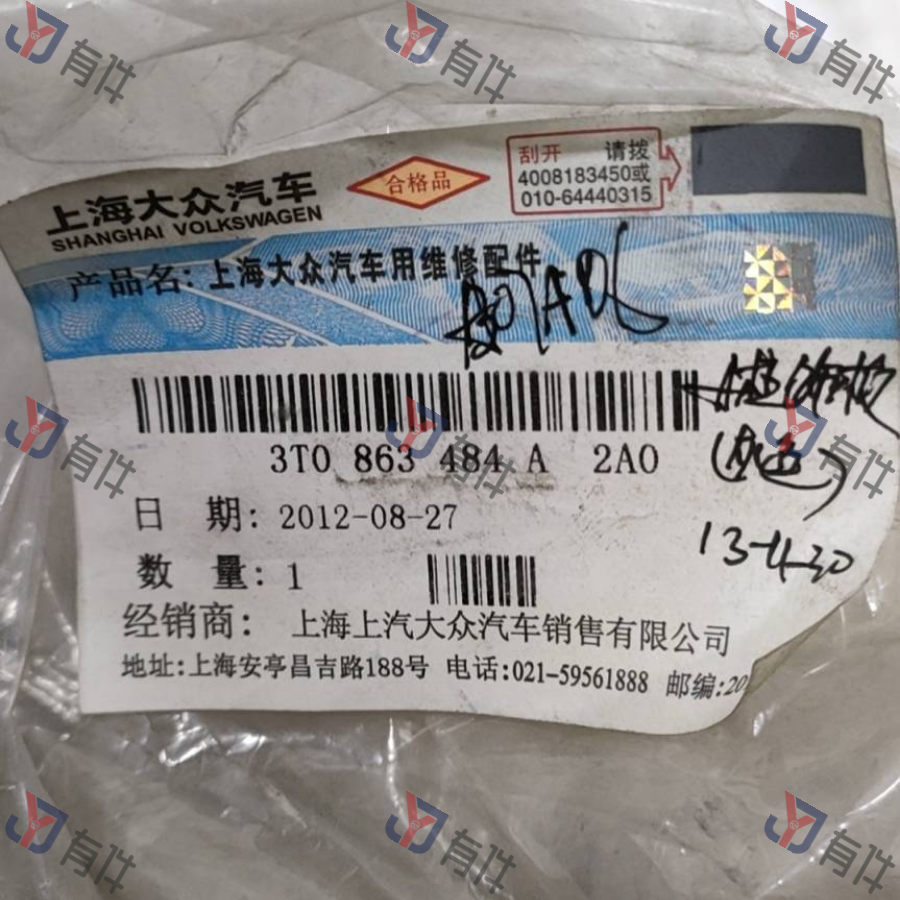 上海大众汽车
SHANGHAI VOLKSWAGEN
合格品
刮开 请拨
4008183450或
010-64440315
产品名: 上海大众汽车用维修配件
3T0 863 484 A 2A0
日 期: 2012-08-27
数 量: 1
13-4-20
经销商: 上海上汽大众汽车销售有限公司
地址:上海安亭昌吉路188号 电话:021-59561888 邮编:20
有件
有件
有件
有件
有件
有件
有件
有件
有件